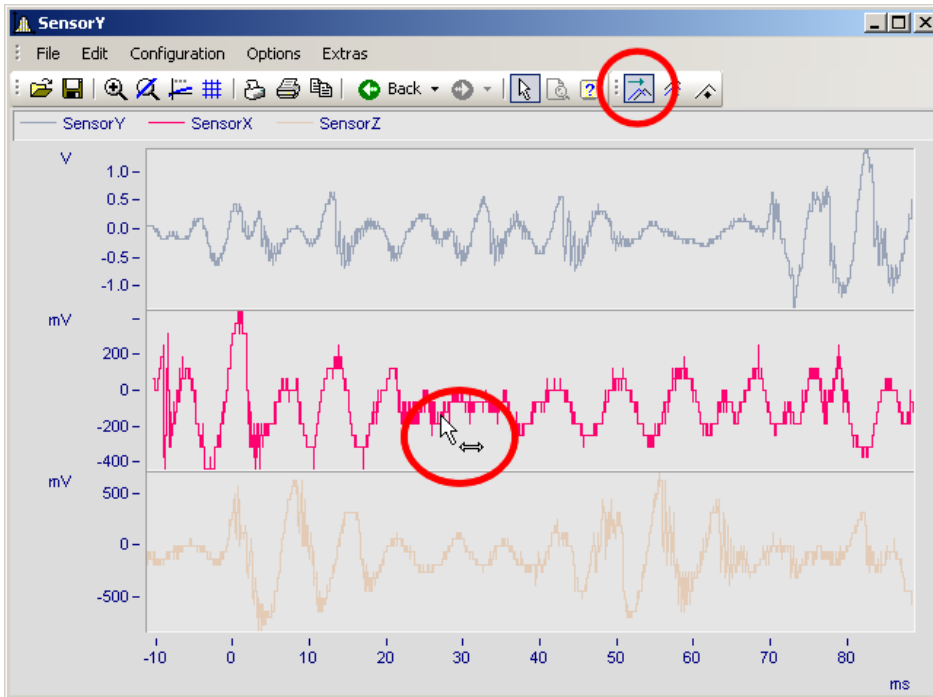 SensorY
File Edit Configuration Options Extras
Back
SensorY SensorX SensorZ
V
1.0
0.5
0.0
-0.5
-1.0
mV
200
0
-200
-400
mV
500
0
-500
-10 0 10 20 30 40 50 60 70 80
ms